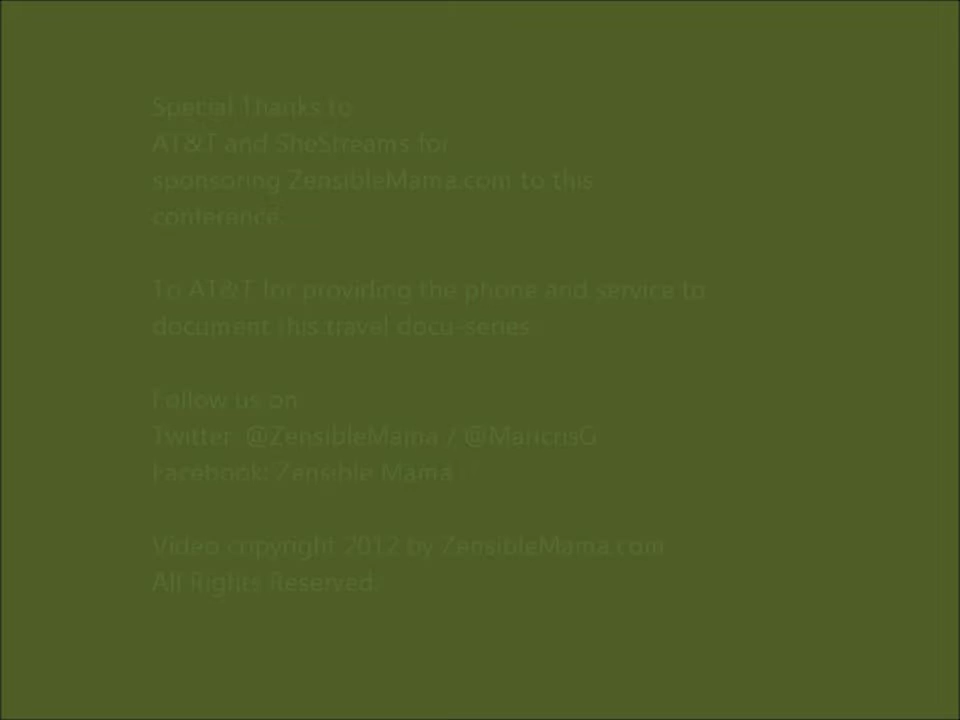 Special Thanks to
AT&T and SheStreams for
sponsoring ZensibleMama.com to this
conference.

To AT&T for providing the phone and service to
document this travel docu-series.

Follow us on
Twitter: @ZensibleMama / @MaricrisG
Facebook: Zensible Mama

Video copyright 2012 by ZensibleMama.com
All Rights Reserved.